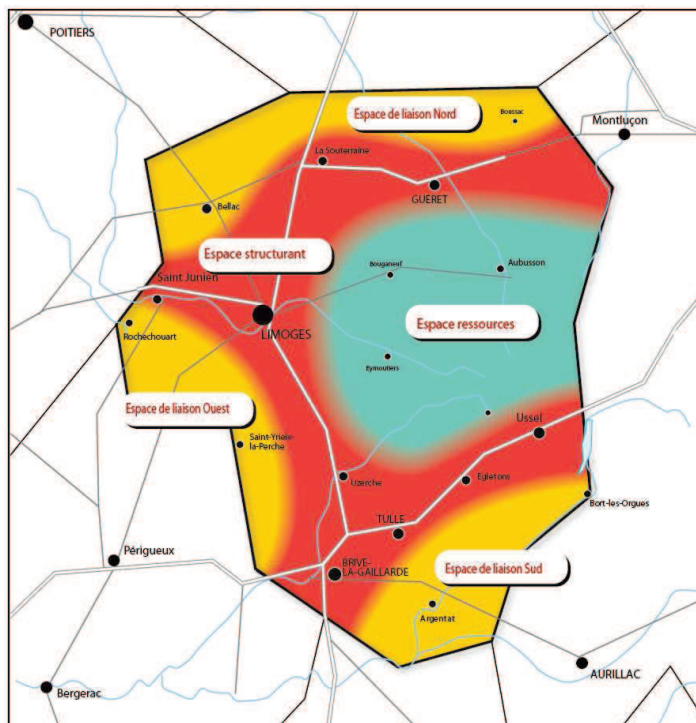 POITIERS
Espace de liaison Nord
Boussac
Montluçon
La Souterraine
GUERET
Bellac
Espace structurant
Bouganeuf
Aubusson
Saint Junien
LIMOGES
Espace ressources
Rochechouart
Eymoutiers
Espace de liaison Ouest
Ussel
Saint-Yrieie-
la-Perche
Uzerche
Egletons
Bort-les-Orgues
TULLE
Périgueux
BRIVE-
LA-GAILLARDE
Espace de liaison Sud
Argentat
AURILLAC
Bergerac